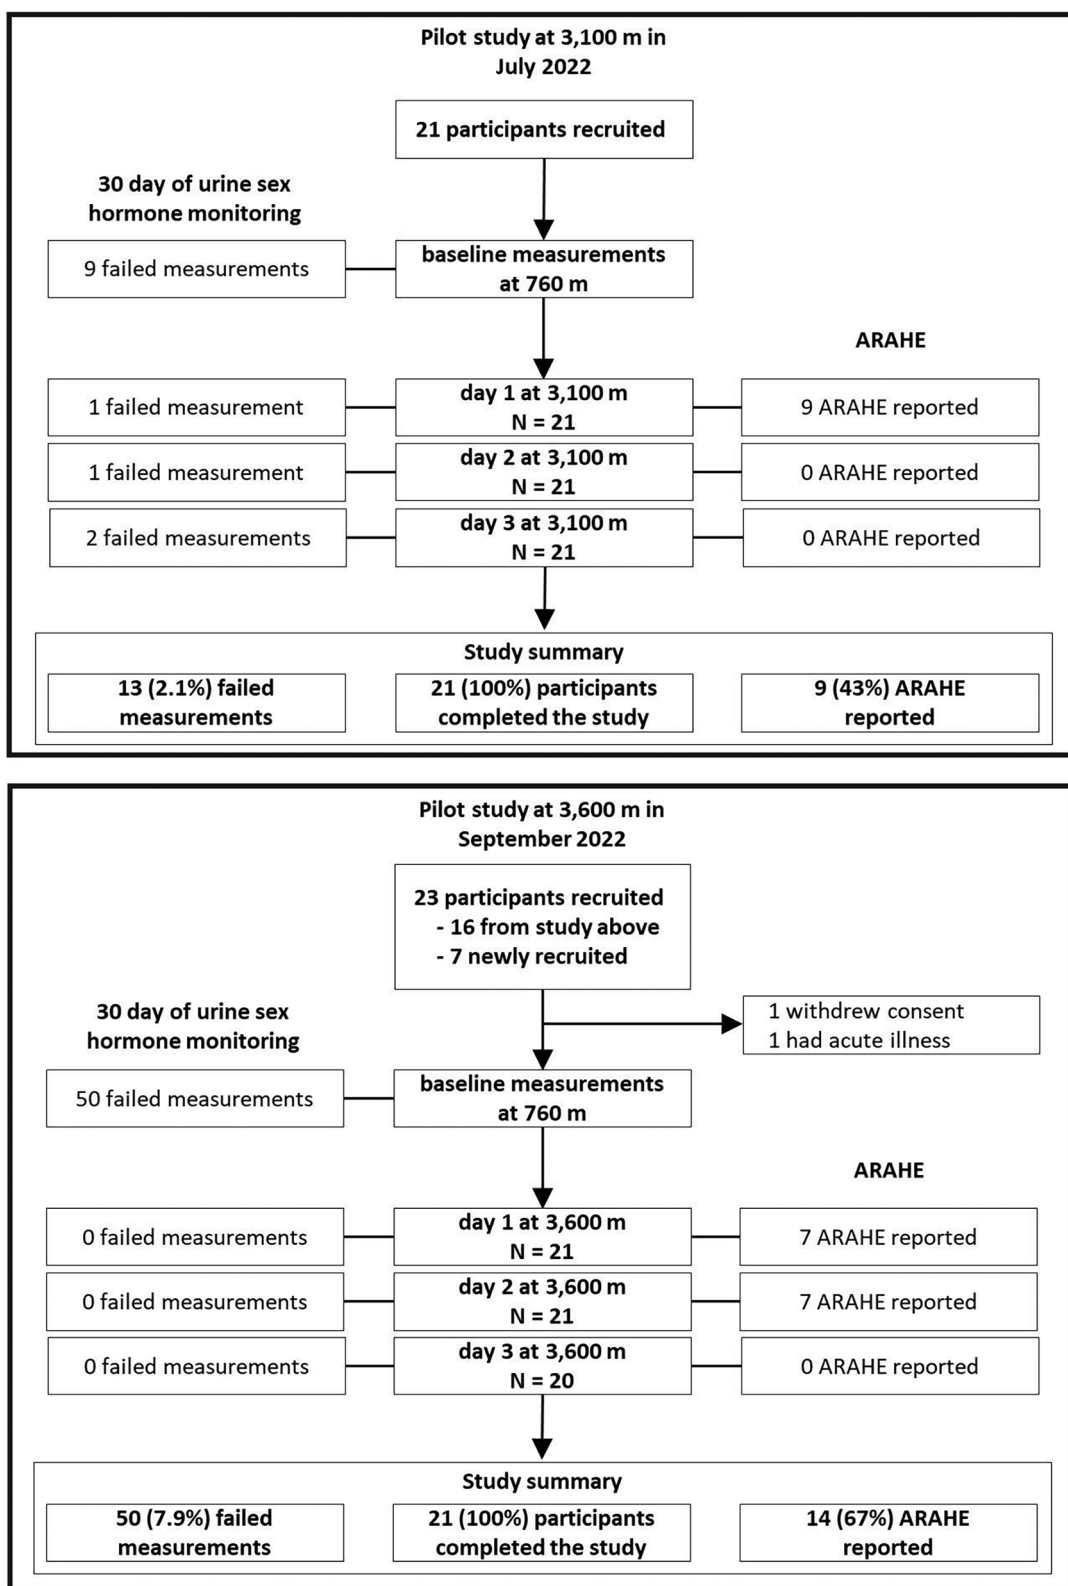 Pilot study at 3,100 m in
July 2022
21 participants recruited
30 day of urine sex
hormone monitoring
9 failed measurements
baseline measurements
at 760 m
ARAHE
1 failed measurement
day 1 at 3,100 m
N = 21
9 ARAHE reported
1 failed measurement
day 2 at 3,100 m
N = 21
0 ARAHE reported
2 failed measurements
day 3 at 3,100 m
N = 21
0 ARAHE reported
Study summary
13 (2.1%) failed
measurements
21 (100%) participants
completed the study
9 (43%) ARAHE
reported
Pilot study at 3,600 m in
September 2022
23 participants recruited
- 16 from study above
- 7 newly recruited
30 day of urine sex
hormone monitoring
1 withdrew consent
1 had acute illness
50 failed measurements
baseline measurements
at 760 m
ARAHE
0 failed measurements
day 1 at 3,600 m
N = 21
7 ARAHE reported
0 failed measurements
day 2 at 3,600 m
N = 21
7 ARAHE reported
0 failed measurements
day 3 at 3,600 m
N = 20
0 ARAHE reported
Study summary
50 (7.9%) failed
measurements
21 (100%) participants
completed the study
14 (67%) ARAHE
reported